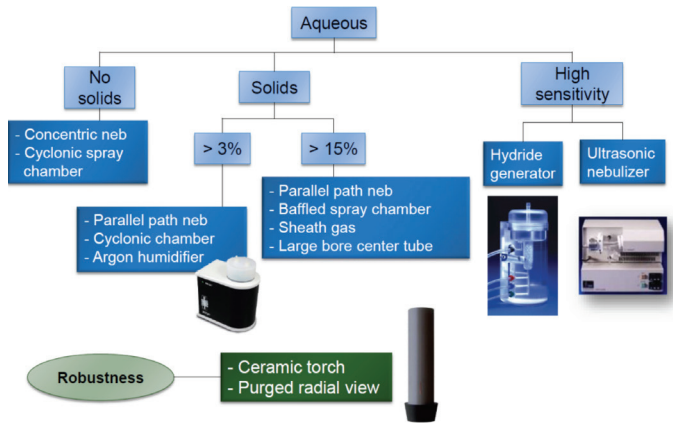 Aqueous
No
solids
Solids
High
sensitivity
- Concentric neb
- Cyclonic spray
chamber
> 3%
> 15%
Hydride
generator
Ultrasonic
nebulizer
- Parallel path neb
- Cyclonic chamber
- Argon humidifier
- Parallel path neb
- Baffled spray chamber
- Sheath gas
- Large bore center tube
Robustness
- Ceramic torch
- Purged radial view